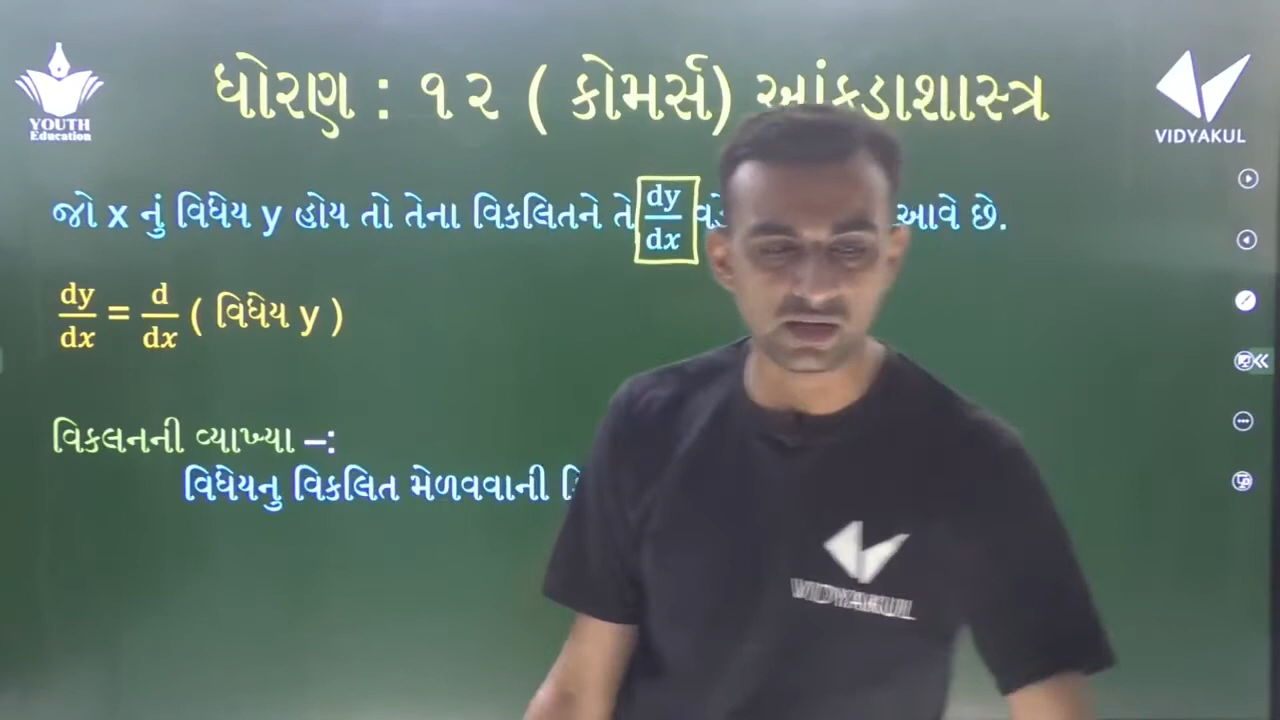 ધોરણ : ૧૨ ( કોમર્સ) આંકડાશાસ્ત્ર
YOUTH
Education
VIDYAKUL
જો x નું વિધેય y હોય તો તેના વિકલિતને તે dy/dx આવે છે.
dy/dx = d/dx ( વિધેય y )
વિકલનની વ્યાખ્યા –:
વિધેયનુ વિકલિત મેળવવાની
VIDYAKUL